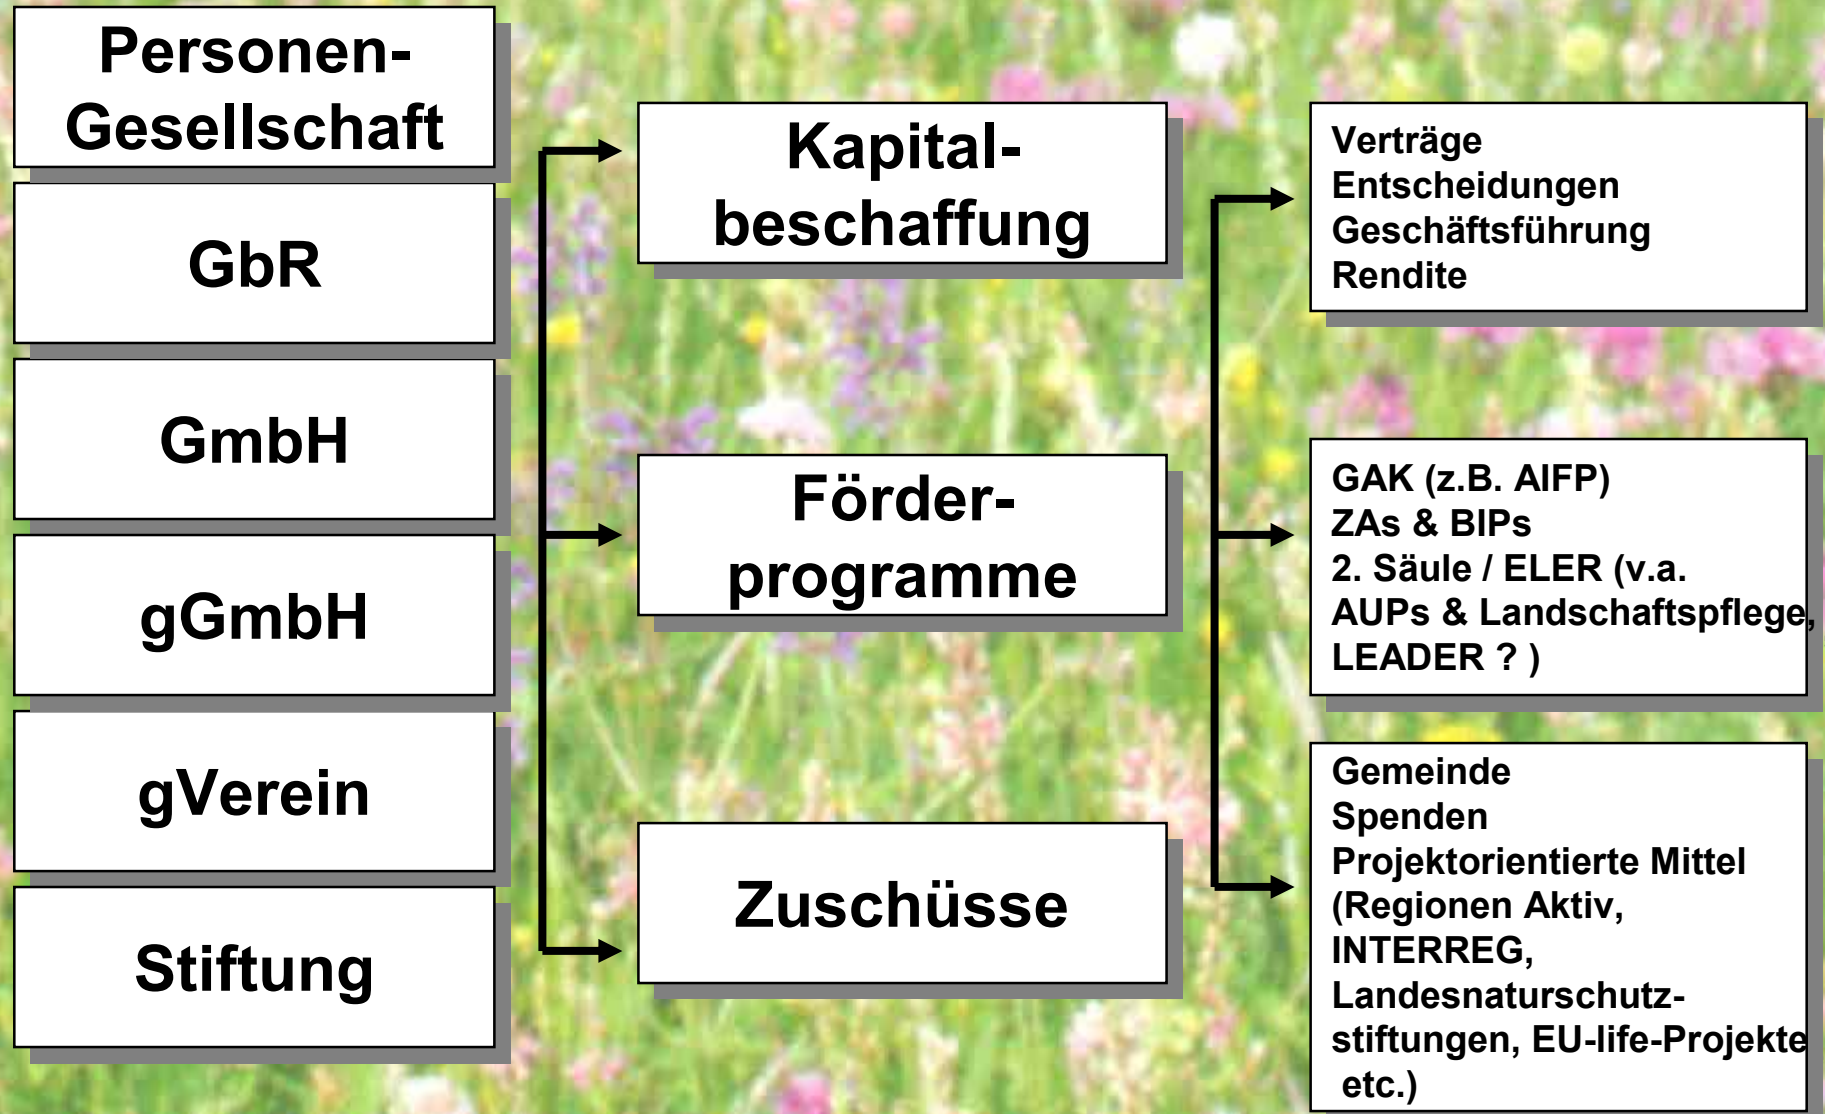 Personen-
Gesellschaft
GbR
GmbH
gGmbH
gVerein
Stiftung
Kapital-
beschaffung
Förder-
programme
Zuschüsse
Verträge
Entscheidungen
Geschäftsführung
Rendite
GAK (z.B. AIFP)
ZAs & BIPs
2. Säule / ELER (v.a.
AUPs & Landschaftspflege,
LEADER ? )
Gemeinde
Spenden
Projektorientierte Mittel
(Regionen Aktiv,
INTERREG,
Landesnaturschutz-
stiftungen, EU-life-Projekte
etc.)